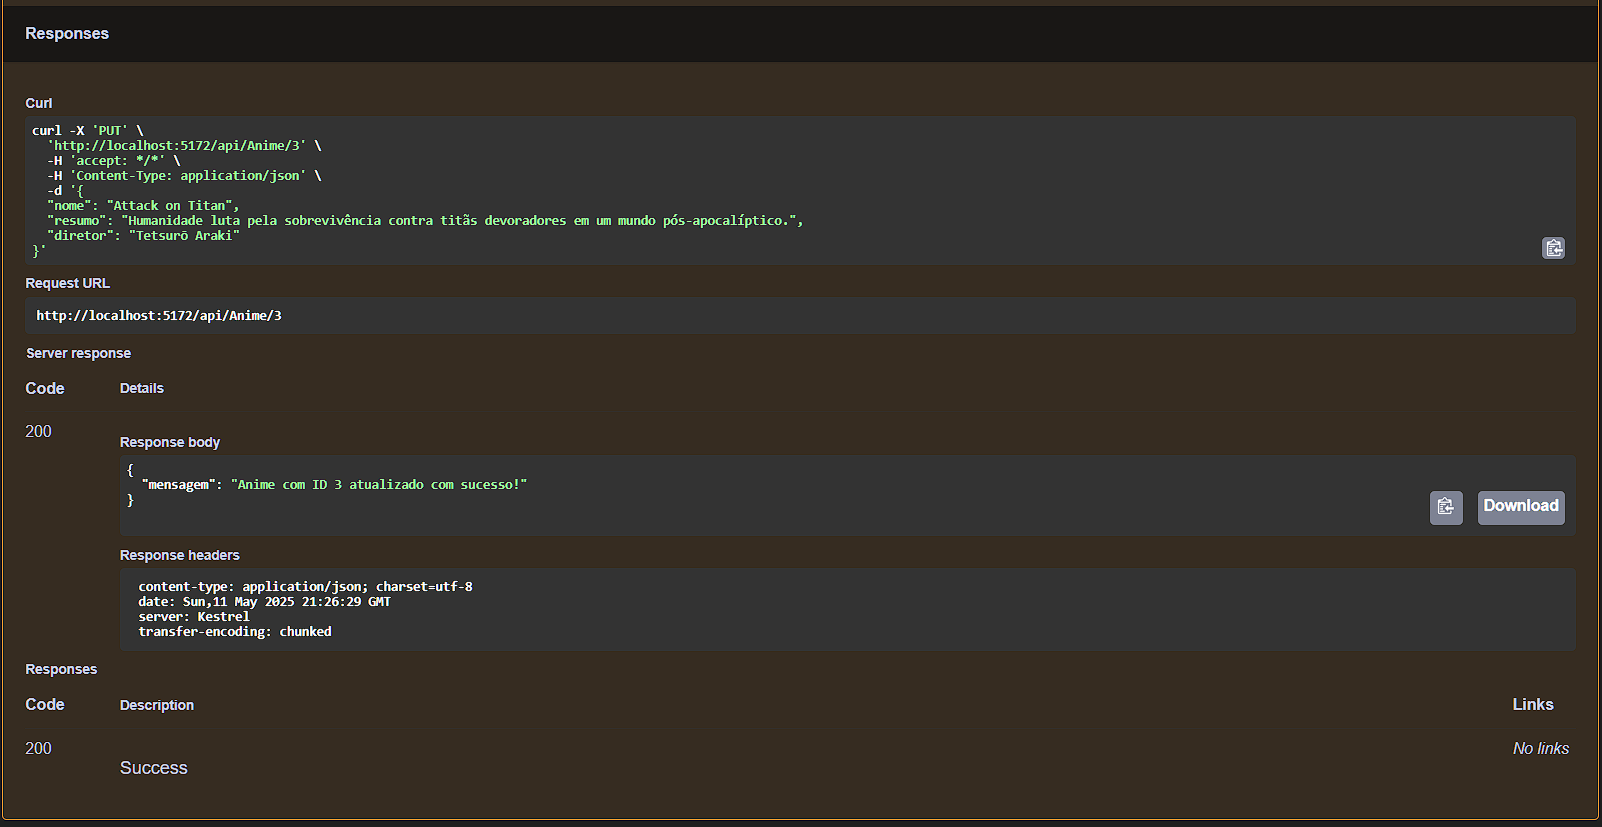 Responses
Curl
curl -X 'PUT' \
  'http://localhost:5172/api/Anime/3' \
  -H 'accept: */*' \
  -H 'Content-Type: application/json' \
  -d '{
  "nome": "Attack on Titan",
  "resumo": "Humanidade luta pela sobrevivência contra titãs devoradores em um mundo pós-apocalíptico.",
  "diretor": "Tetsurō Araki"
}'
Request URL
http://localhost:5172/api/Anime/3
Server response
Code Details
200
Response body
{
  "mensagem": "Anime com ID 3 atualizado com sucesso!"
}
Download
Response headers
content-type: application/json; charset=utf-8
date: Sun,11 May 2025 21:26:29 GMT
server: Kestrel
transfer-encoding: chunked
Responses
Code Description Links
200 No links
Success